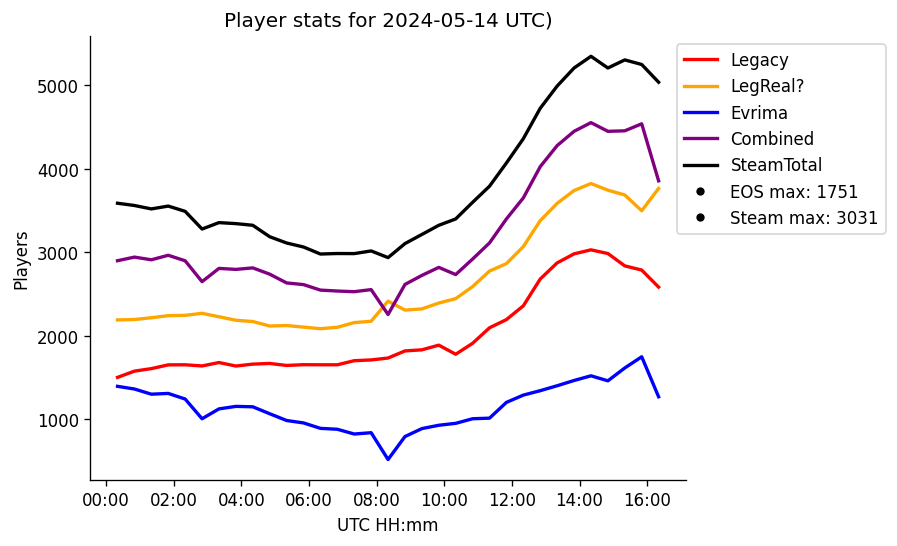 Player stats for 2024-05-14 UTC)
Players
5000
4000
3000
2000
1000
00:00 02:00 04:00 06:00 08:00 10:00 12:00 14:00 16:00
UTC HH:mm
Legacy
LegReal?
Evrima
Combined
SteamTotal
EOS max: 1751
Steam max: 3031